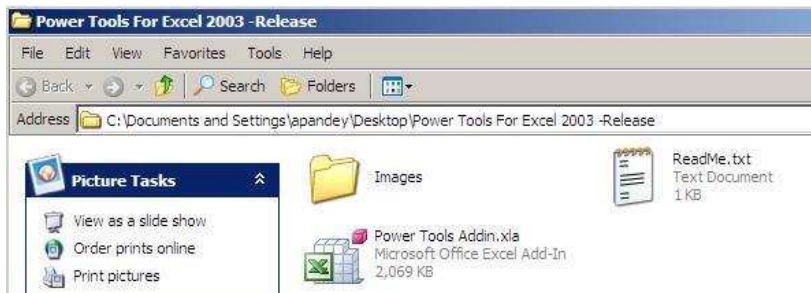 Power Tools For Excel 2003 -Release
File Edit View Favorites Tools Help
Back Search Folders
Address C:\Documents and Settings\apandey\Desktop\Power Tools For Excel 2003 -Release
Picture Tasks
View as a slide show
Order prints online
Print pictures
Images
ReadMe.txt
Text Document
1 KB
Power Tools Addin.xla
Microsoft Office Excel Add-In
2,069 KB